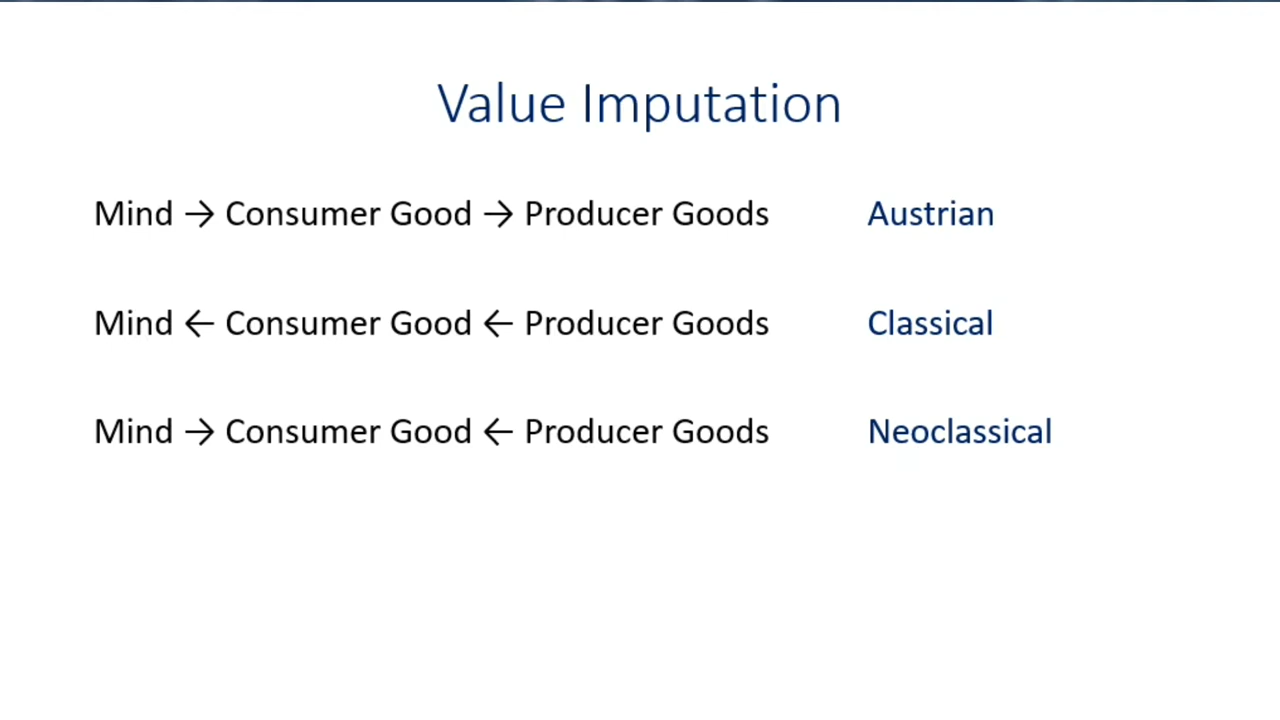 Value Imputation
Mind → Consumer Good → Producer Goods Austrian
Mind ← Consumer Good ← Producer Goods Classical
Mind → Consumer Good ← Producer Goods Neoclassical